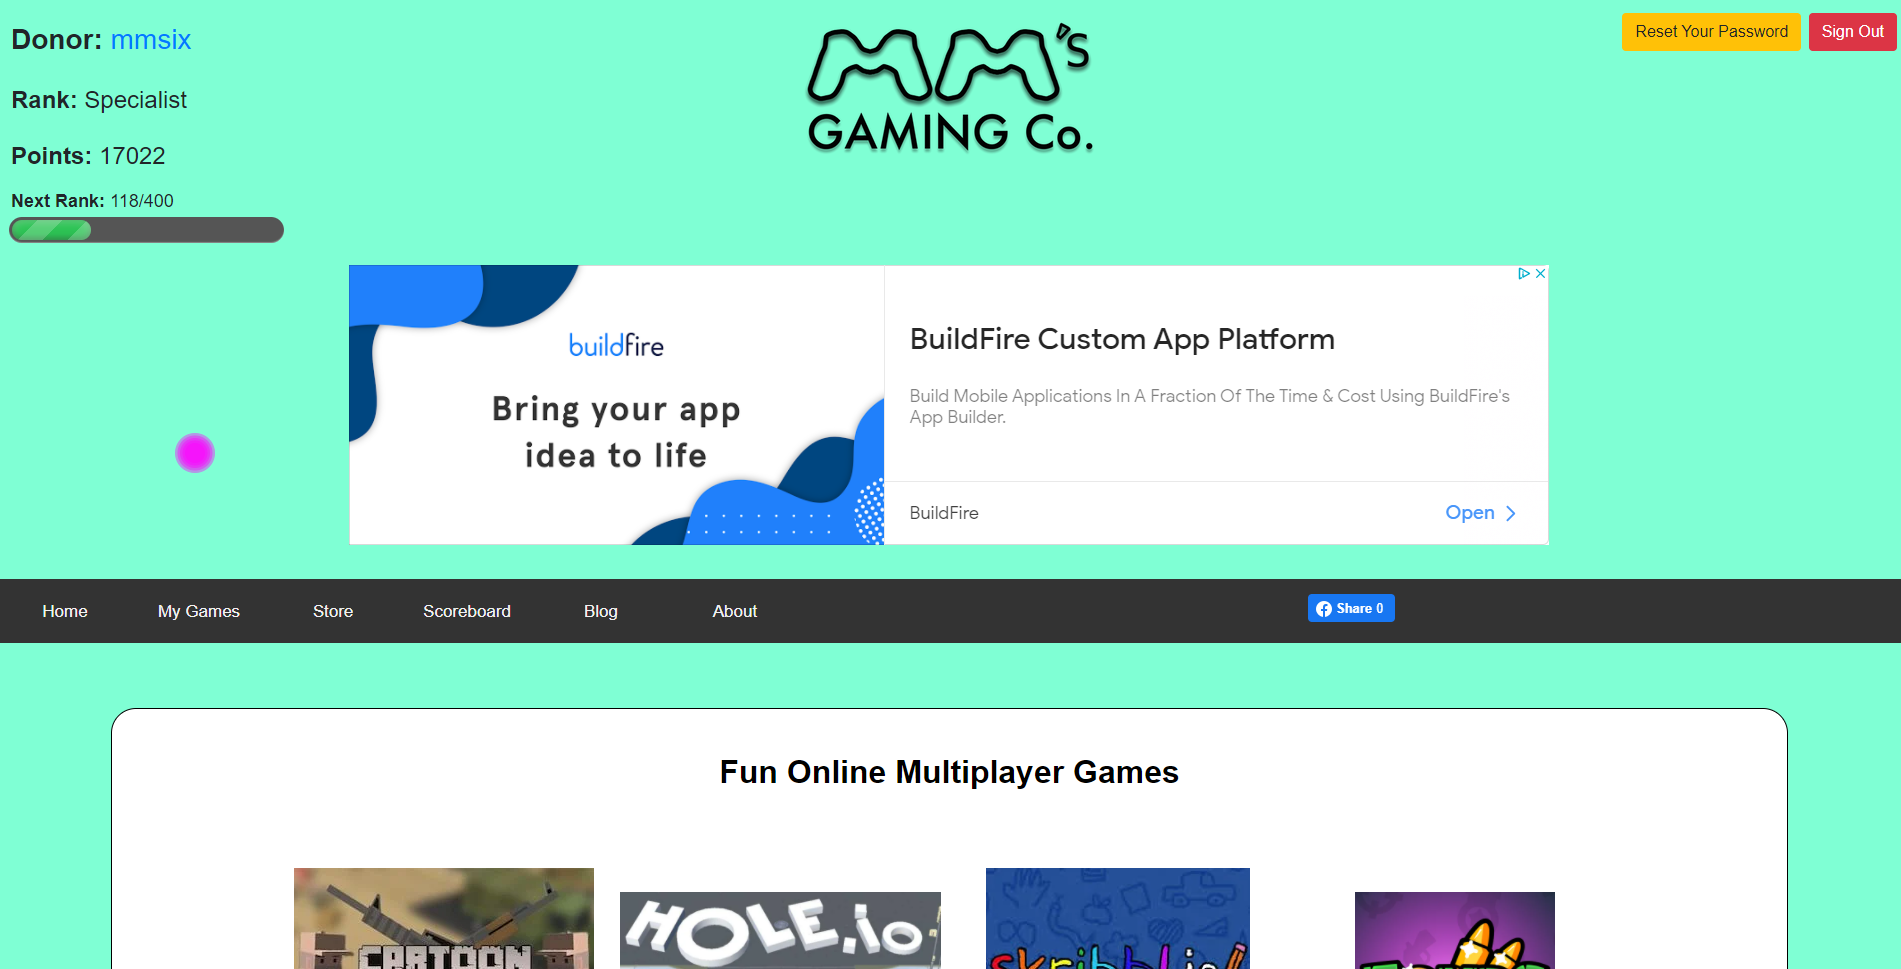 Donor: mmsix
Rank: Specialist
Points: 17022
Next Rank: 118/400
MM's
GAMING Co.
Reset Your Password
Sign Out
buildfire
Bring your app
idea to life
BuildFire Custom App Platform
Build Mobile Applications In A Fraction Of The Time & Cost Using BuildFire's
App Builder.
BuildFire
Open
Home
My Games
Store
Scoreboard
Blog
About
Share 0
Fun Online Multiplayer Games
CARTOON
HOLE.io
skribbl.io